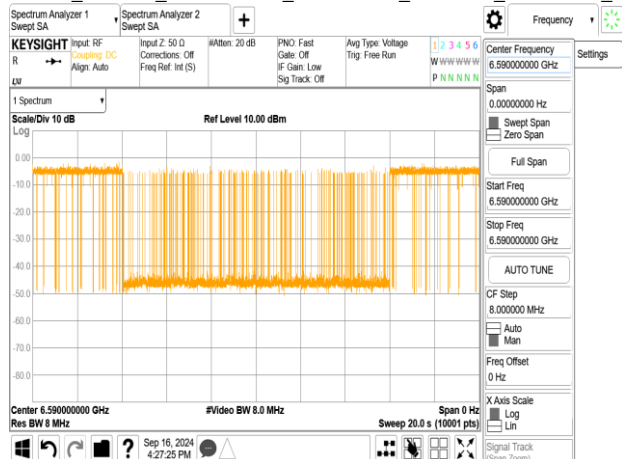 Spectrum Analyzer 1
Swept SA
Spectrum Analyzer 2
Swept SA
+
Frequency
KEYSIGHT
R
LXI
Input: RF
Coupling: DC
Align: Auto
Input Z: 50 Ω
Corrections: Off
Freq Ref: Int (S)
#Atten: 20 dB
PNO: Fast
Gate: Off
IF Gain: Low
Sig Track: Off
Avg Type: Voltage
Trig: Free Run
1 2 3 4 5 6
W W W W W W
P N N N N N
Settings
1 Spectrum
Scale/Div 10 dB
Ref Level 10.00 dBm
Log
0.00
-10.0
-20.0
-30.0
-40.0
-50.0
-60.0
-70.0
-80.0
Center 6.590000000 GHz
#Video BW 8.0 MHz
Span 0 Hz
Res BW 8 MHz
Sweep 20.0 s (10001 pts)
Center Frequency
6.590000000 GHz
Span
0.00000000 Hz
Swept Span
Zero Span
Full Span
Start Freq
6.590000000 GHz
Stop Freq
6.590000000 GHz
AUTO TUNE
CF Step
8.000000 MHz
Auto
Man
Freq Offset
0 Hz
X Axis Scale
Log
Lin
Signal Track
(Span Zoom)
?
Sep 16, 2024
4:27:25 PM